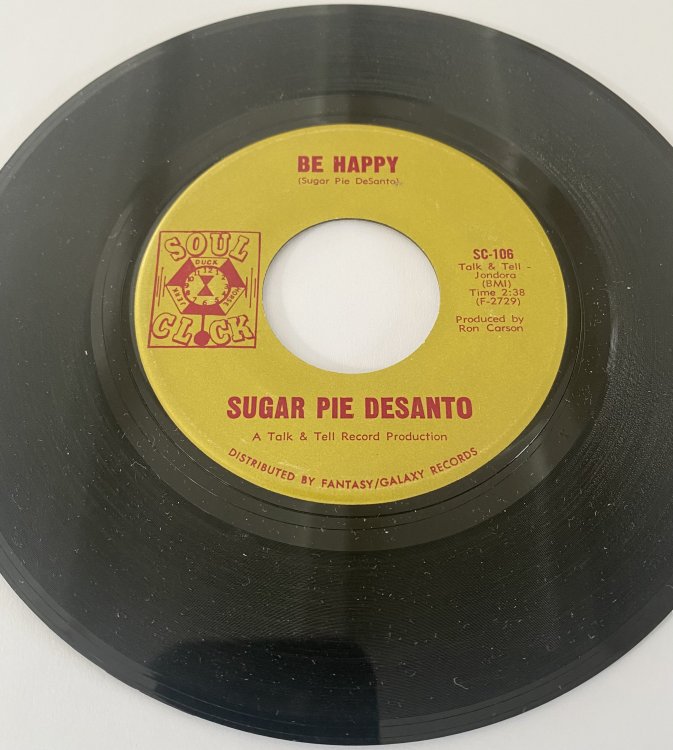 BE HAPPY
(Sugar Pie DeSanto)
SOUL
DUCK
CLOCK
SC-106
Talk & Tell -
Jondora
(BMI)
Time 2:38
(F-2729)
Produced by
Ron Carson
SUGAR PIE DESANTO
A Talk & Tell Record Production
DISTRIBUTED BY FANTASY/GALAXY RECORDS